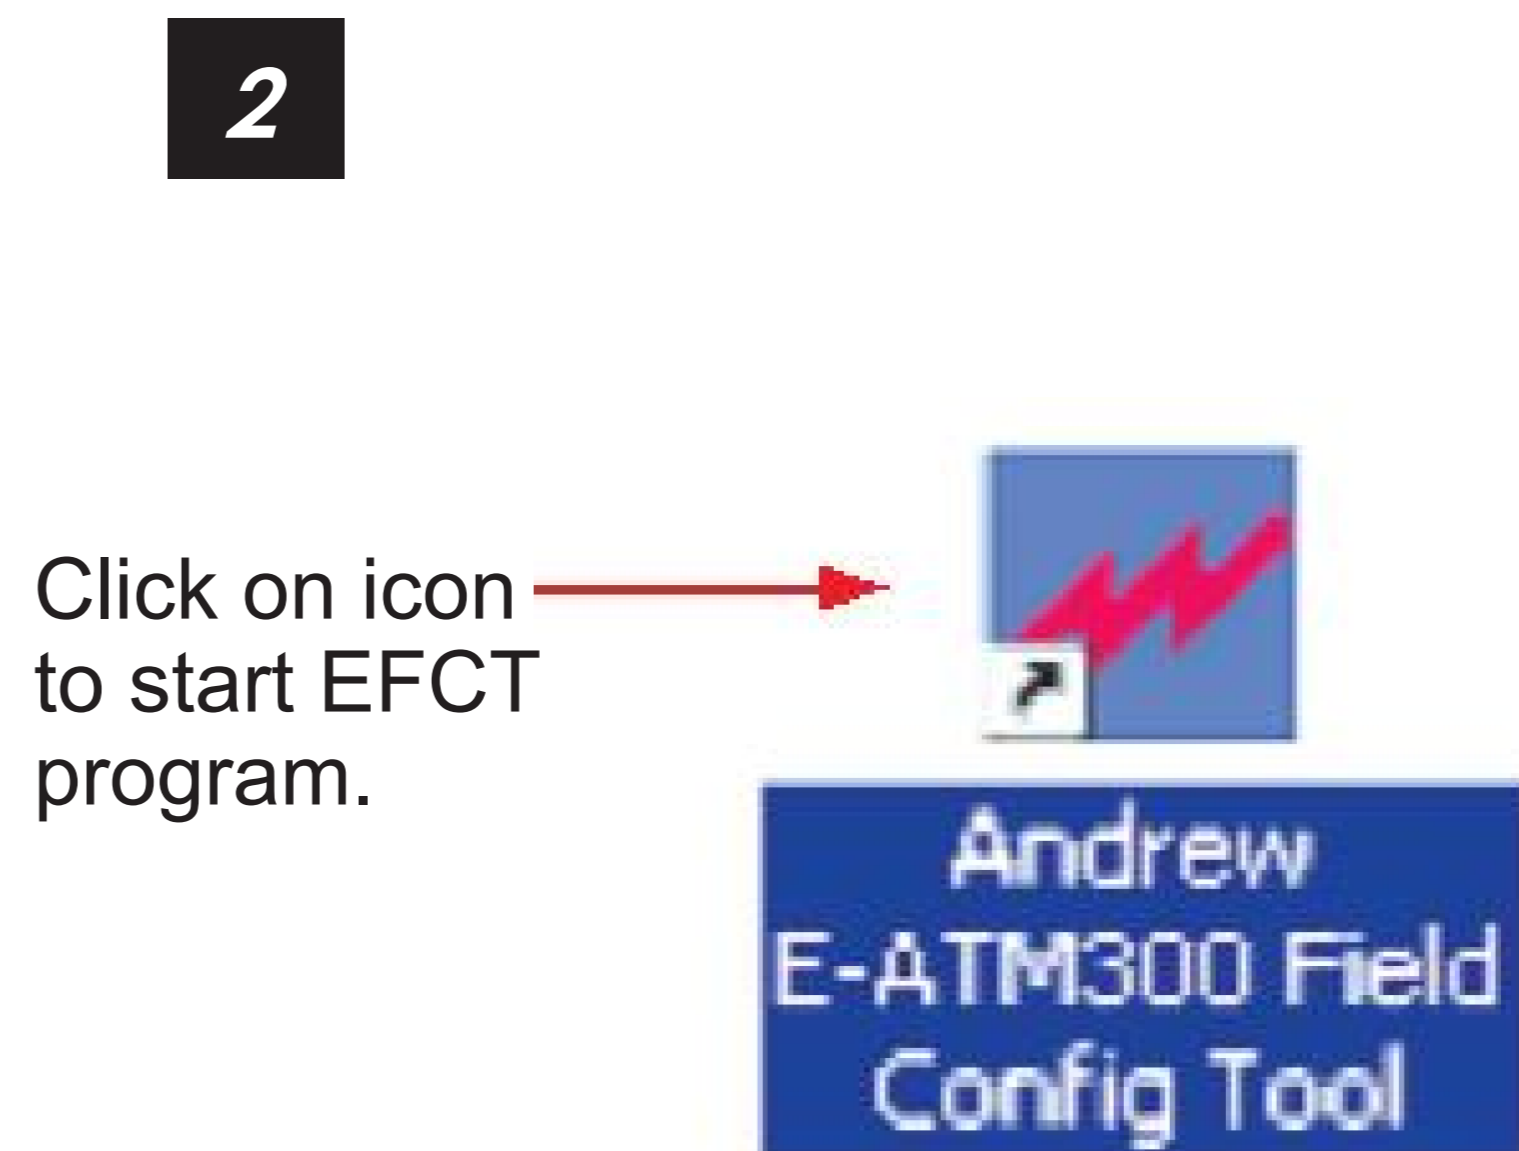 2
Click on icon
to start EFCT
program.
Andrew
E-ATM300 Field
Config Tool